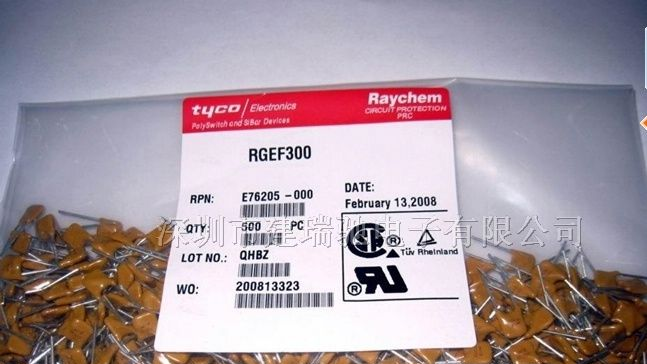 tyco / Electronics
PolySwitch and SiBar Devices
Raychem
CIRCUIT PROTECTION
PRC
RGEF300
RPN: E76205-000
DATE:
February 13,2008
QTY: 500 PC
LOT NO.: QHBZ
WO: 200813323
TÜV Rheinland
深圳市建瑞驰电子有限公司